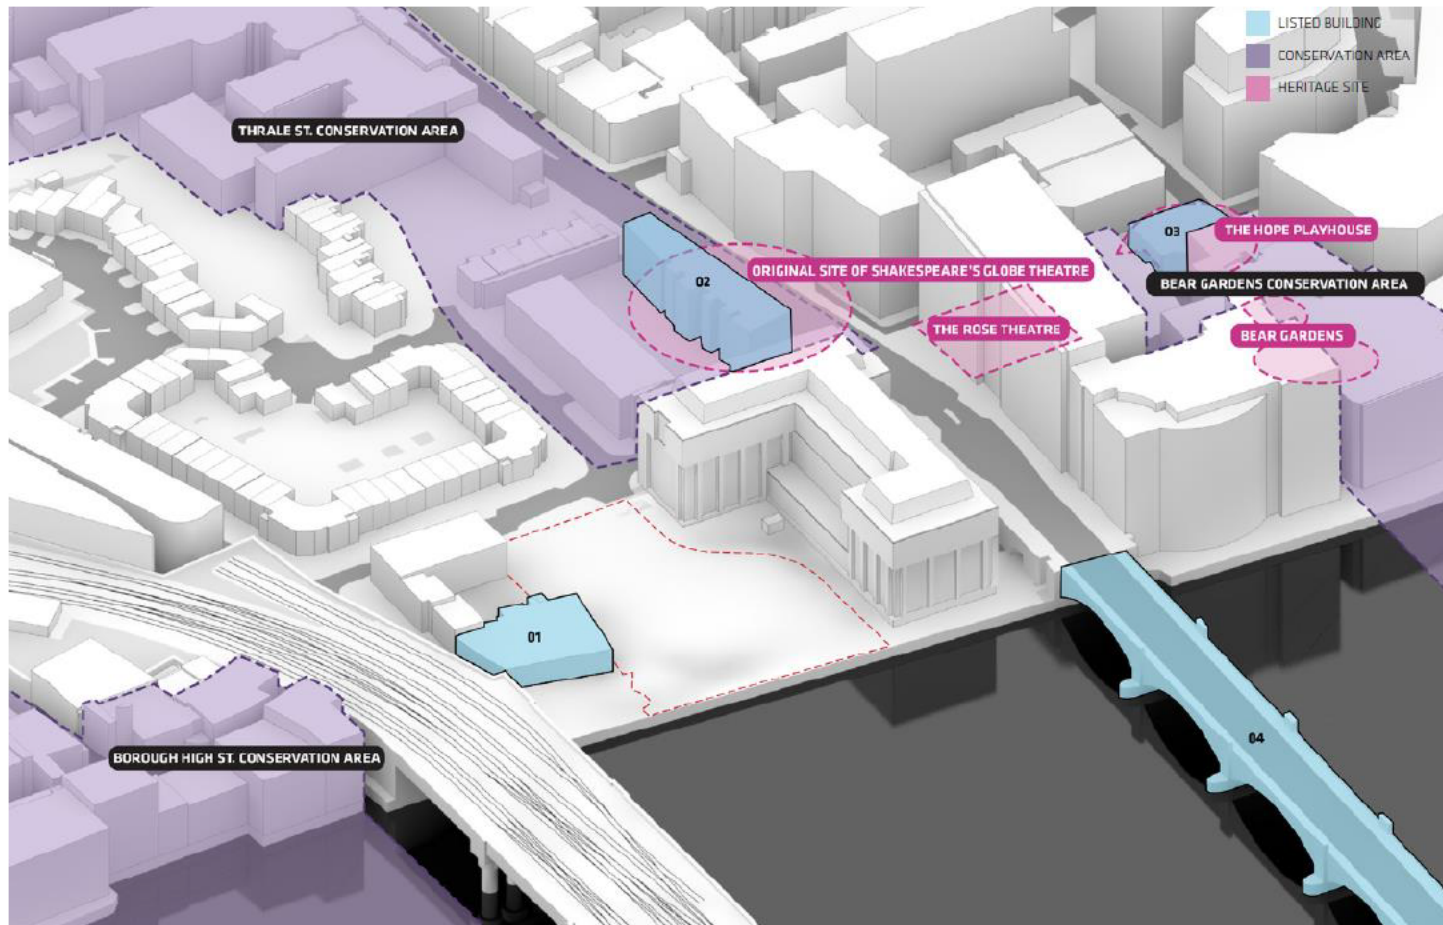 LISTED BUILDING
CONSERVATION AREA
HERITAGE SITE
THRALE ST. CONSERVATION AREA
03
THE HOPE PLAYHOUSE
02
ORIGINAL SITE OF SHAKESPEARE'S GLOBE THEATRE
BEAR GARDENS CONSERVATION AREA
THE ROSE THEATRE
BEAR GARDENS
01
04
BOROUGH HIGH ST. CONSERVATION AREA